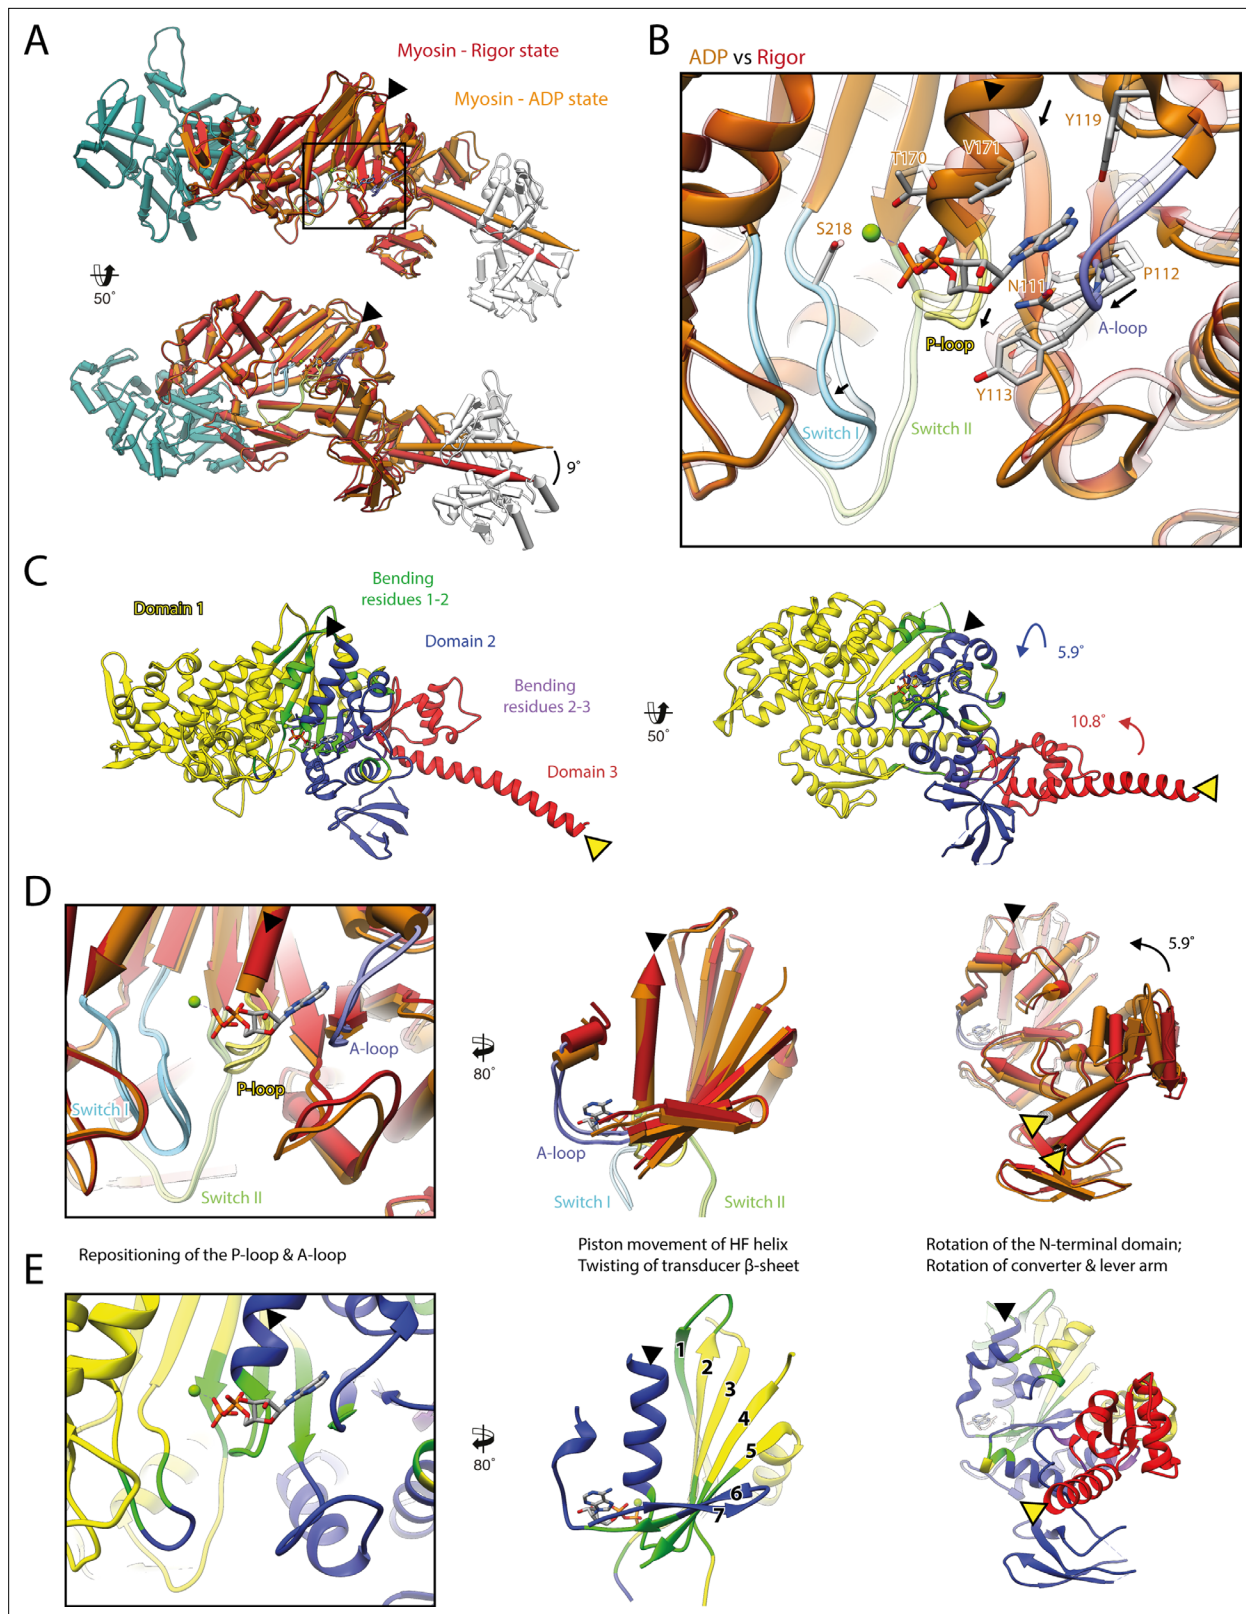 A
Myosin - Rigor state
Myosin - ADP state
50°
9°
B
ADP vs Rigor
Y119
V171
T170
S218
N111
P112
A-loop
P-loop
Y113
Switch I
Switch II
C
Domain 1
Bending
residues 1-2
Domain 2
Bending
residues 2-3
Domain 3
50°
5.9°
10.8°
D
A-loop
P-loop
Switch I
Switch II
80°
A-loop
Switch I
Switch II
5.9°
Repositioning of the P-loop & A-loop
Piston movement of HF helix
Twisting of transducer β-sheet
Rotation of the N-terminal domain;
Rotation of converter & lever arm
E
80°
1
2
3
4
5
6
7